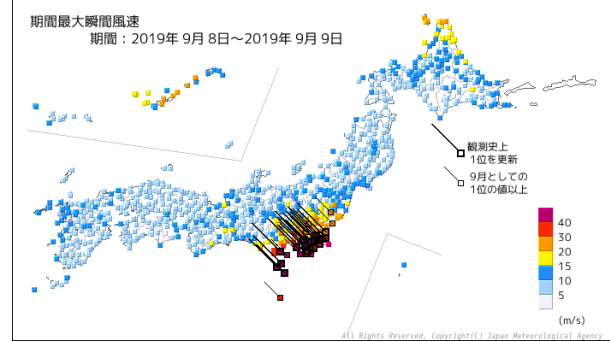 期間最大瞬間風速
期間：2019年 9月 8日～2019年 9月 9日
観測史上
1位を更新
9月としての
1位の値以上
40
30
20
15
10
5
(m/s)
All Rights Reserved, Copyright(C) Japan Meteorological Agency